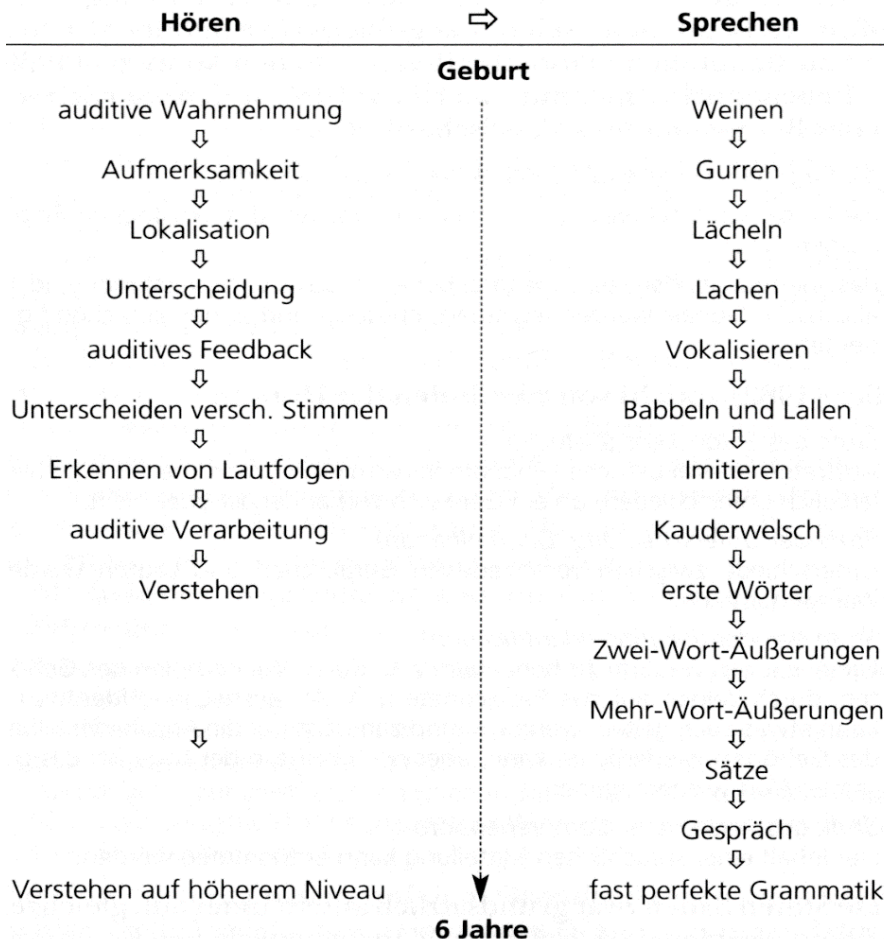 Hören ⇨ Sprechen
Geburt
auditive Wahrnehmung Weinen
⇩ ⇩
Aufmerksamkeit Gurren
⇩ ⇩
Lokalisation Lächeln
⇩ ⇩
Unterscheidung Lachen
⇩ ⇩
auditives Feedback Vokalisieren
⇩ ⇩
Unterscheiden versch. Stimmen Babbeln und Lallen
⇩ ⇩
Erkennen von Lautfolgen Imitieren
⇩ ⇩
auditive Verarbeitung Kauderwelsch
⇩ ⇩
Verstehen erste Wörter
⇩
Zwei-Wort-Äußerungen
⇩
Mehr-Wort-Äußerungen
⇩ ⇩
Sätze
⇩
Gespräch
⇩
Verstehen auf höherem Niveau fast perfekte Grammatik
6 Jahre